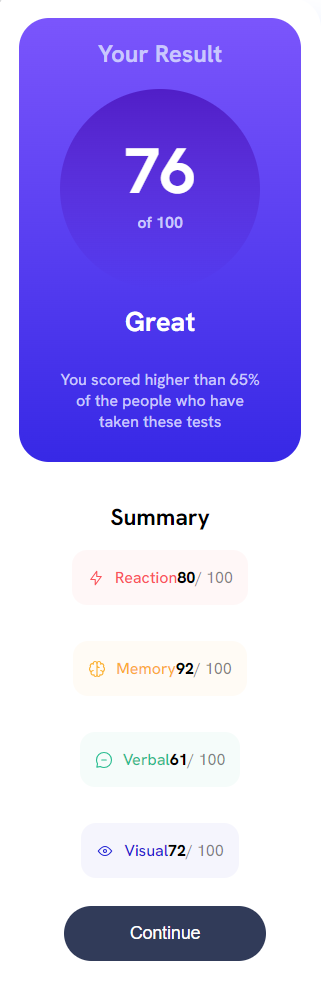 Your Result
76
of 100
Great
You scored higher than 65%
of the people who have
taken these tests
Summary
Reaction80/ 100
Memory92/ 100
Verbal61/ 100
Visual72/ 100
Continue